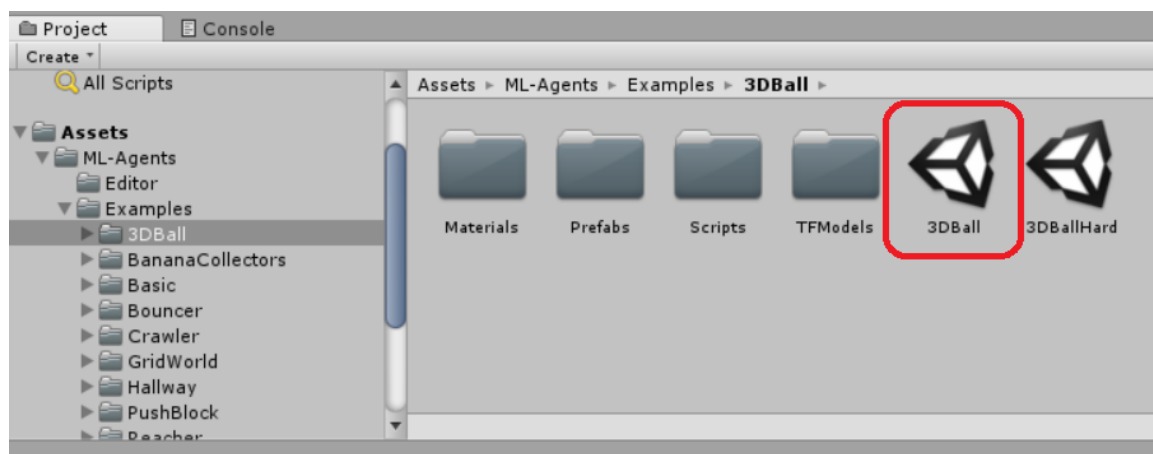 Project Console
Create
All Scripts
Assets
ML-Agents
Editor
Examples
3DBall
BananaCollectors
Basic
Bouncer
Crawler
GridWorld
Hallway
PushBlock
Reacher
Assets ▸ ML-Agents ▸ Examples ▸ 3DBall ▸
Materials Prefabs Scripts TFModels 3DBall 3DBallHard